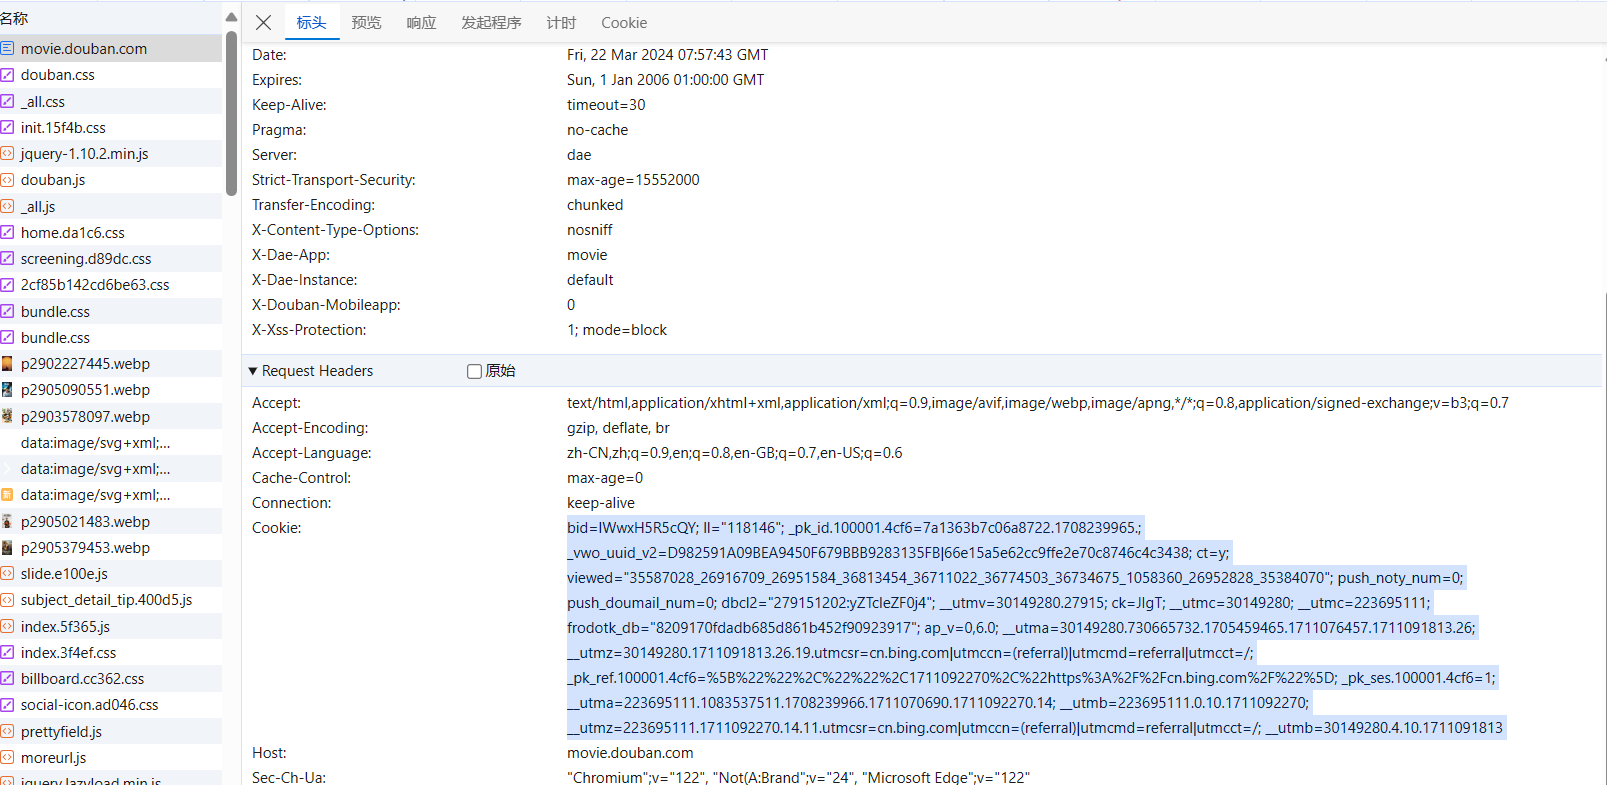 名称
movie.douban.com
douban.css
_all.css
init.15f4b.css
jquery-1.10.2.min.js
douban.js
_all.js
home.da1c6.css
screening.d89dc.css
2cf85b142cd6be63.css
bundle.css
bundle.css
p2902227445.webp
p2905090551.webp
p2903578097.webp
data:image/svg+xml;...
data:image/svg+xml;...
新
data:image/svg+xml;...
p2905021483.webp
p2905379453.webp
slide.e100e.js
subject_detail_tip.400d5.js
index.5f365.js
index.3f4ef.css
billboard.cc362.css
social-icon.ad046.css
prettyfield.js
moreurl.js
jquery.lazyload.min.js
标头 预览 响应 发起程序 计时 Cookie
Date: Fri, 22 Mar 2024 07:57:43 GMT
Expires: Sun, 1 Jan 2006 01:00:00 GMT
Keep-Alive: timeout=30
Pragma: no-cache
Server: dae
Strict-Transport-Security: max-age=15552000
Transfer-Encoding: chunked
X-Content-Type-Options: nosniff
X-Dae-App: movie
X-Dae-Instance: default
X-Douban-Mobileapp: 0
X-Xss-Protection: 1; mode=block
▼ Request Headers 原始
Accept: text/html,application/xhtml+xml,application/xml;q=0.9,image/avif,image/webp,image/apng,*/*;q=0.8,application/signed-exchange;v=b3;q=0.7
Accept-Encoding: gzip, deflate, br
Accept-Language: zh-CN,zh;q=0.9,en;q=0.8,en-GB;q=0.7,en-US;q=0.6
Cache-Control: max-age=0
Connection: keep-alive
Cookie: bid=IWwxH5R5cQY; ll="118146"; _pk_id.100001.4cf6=7a1363b7c06a8722.1708239965.;
_vwo_uuid_v2=D982591A09BEA9450F679BBB9283135FB|66e15a5e62cc9ffe2e70c8746c4c3438; ct=y;
viewed="35587028_26916709_26951584_36813454_36711022_36774503_36734675_1058360_26952828_35384070"; push_noty_num=0;
push_doumail_num=0; dbcl2="279151202:yZTcIeZF0j4"; __utmv=30149280.27915; ck=JlgT; __utmc=30149280; __utmc=223695111;
frodotk_db="8209170fdadb685d861b452f90923917"; ap_v=0,6.0; __utma=30149280.730665732.1705459465.1711076457.1711091813.26;
__utmz=30149280.1711091813.26.19.utmcsr=cn.bing.com|utmccn=(referral)|utmcmd=referral|utmcct=/;
_pk_ref.100001.4cf6=%5B%22%22%2C%22%22%2C1711092270%2C%22https%3A%2F%2Fcn.bing.com%2F%22%5D; _pk_ses.100001.4cf6=1;
__utma=223695111.1083537511.1708239966.1711070690.1711092270.14; __utmb=223695111.0.10.1711092270;
__utmz=223695111.1711092270.14.11.utmcsr=cn.bing.com|utmccn=(referral)|utmcmd=referral|utmcct=/; __utmb=30149280.4.10.1711091813
Host: movie.douban.com
Sec-Ch-Ua: "Chromium";v="122", "Not(A:Brand";v="24", "Microsoft Edge";v="122"